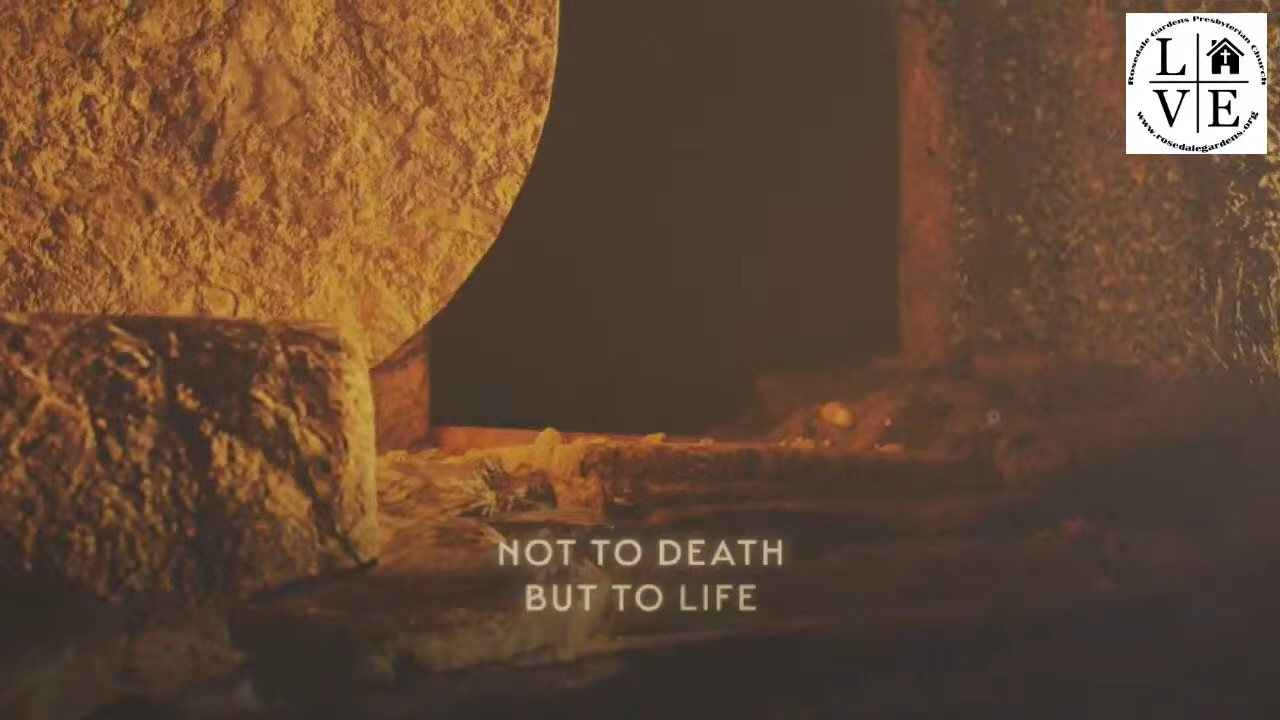 Rosedale Gardens Presbyterian Church
L
V E
www.rosedalegardens.org
NOT TO DEATH
BUT TO LIFE